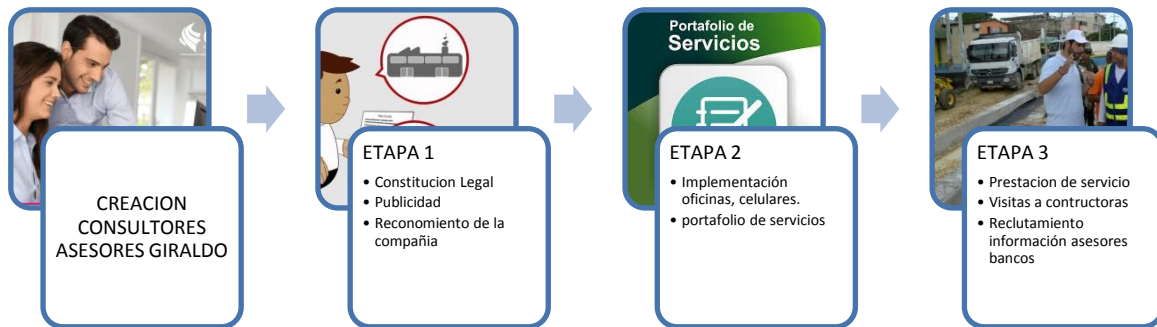 CREACION
CONSULTORES
ASESORES GIRALDO
ETAPA 1
• Constitucion Legal
• Publicidad
• Reconomiento de la
compañia
Portafolio de
Servicios
ETAPA 2
• Implementación
oficinas, celulares.
• portafolio de servicios
ETAPA 3
• Prestacion de servicio
• Visitas a contructoras
• Reclutamiento
información asesores
bancos